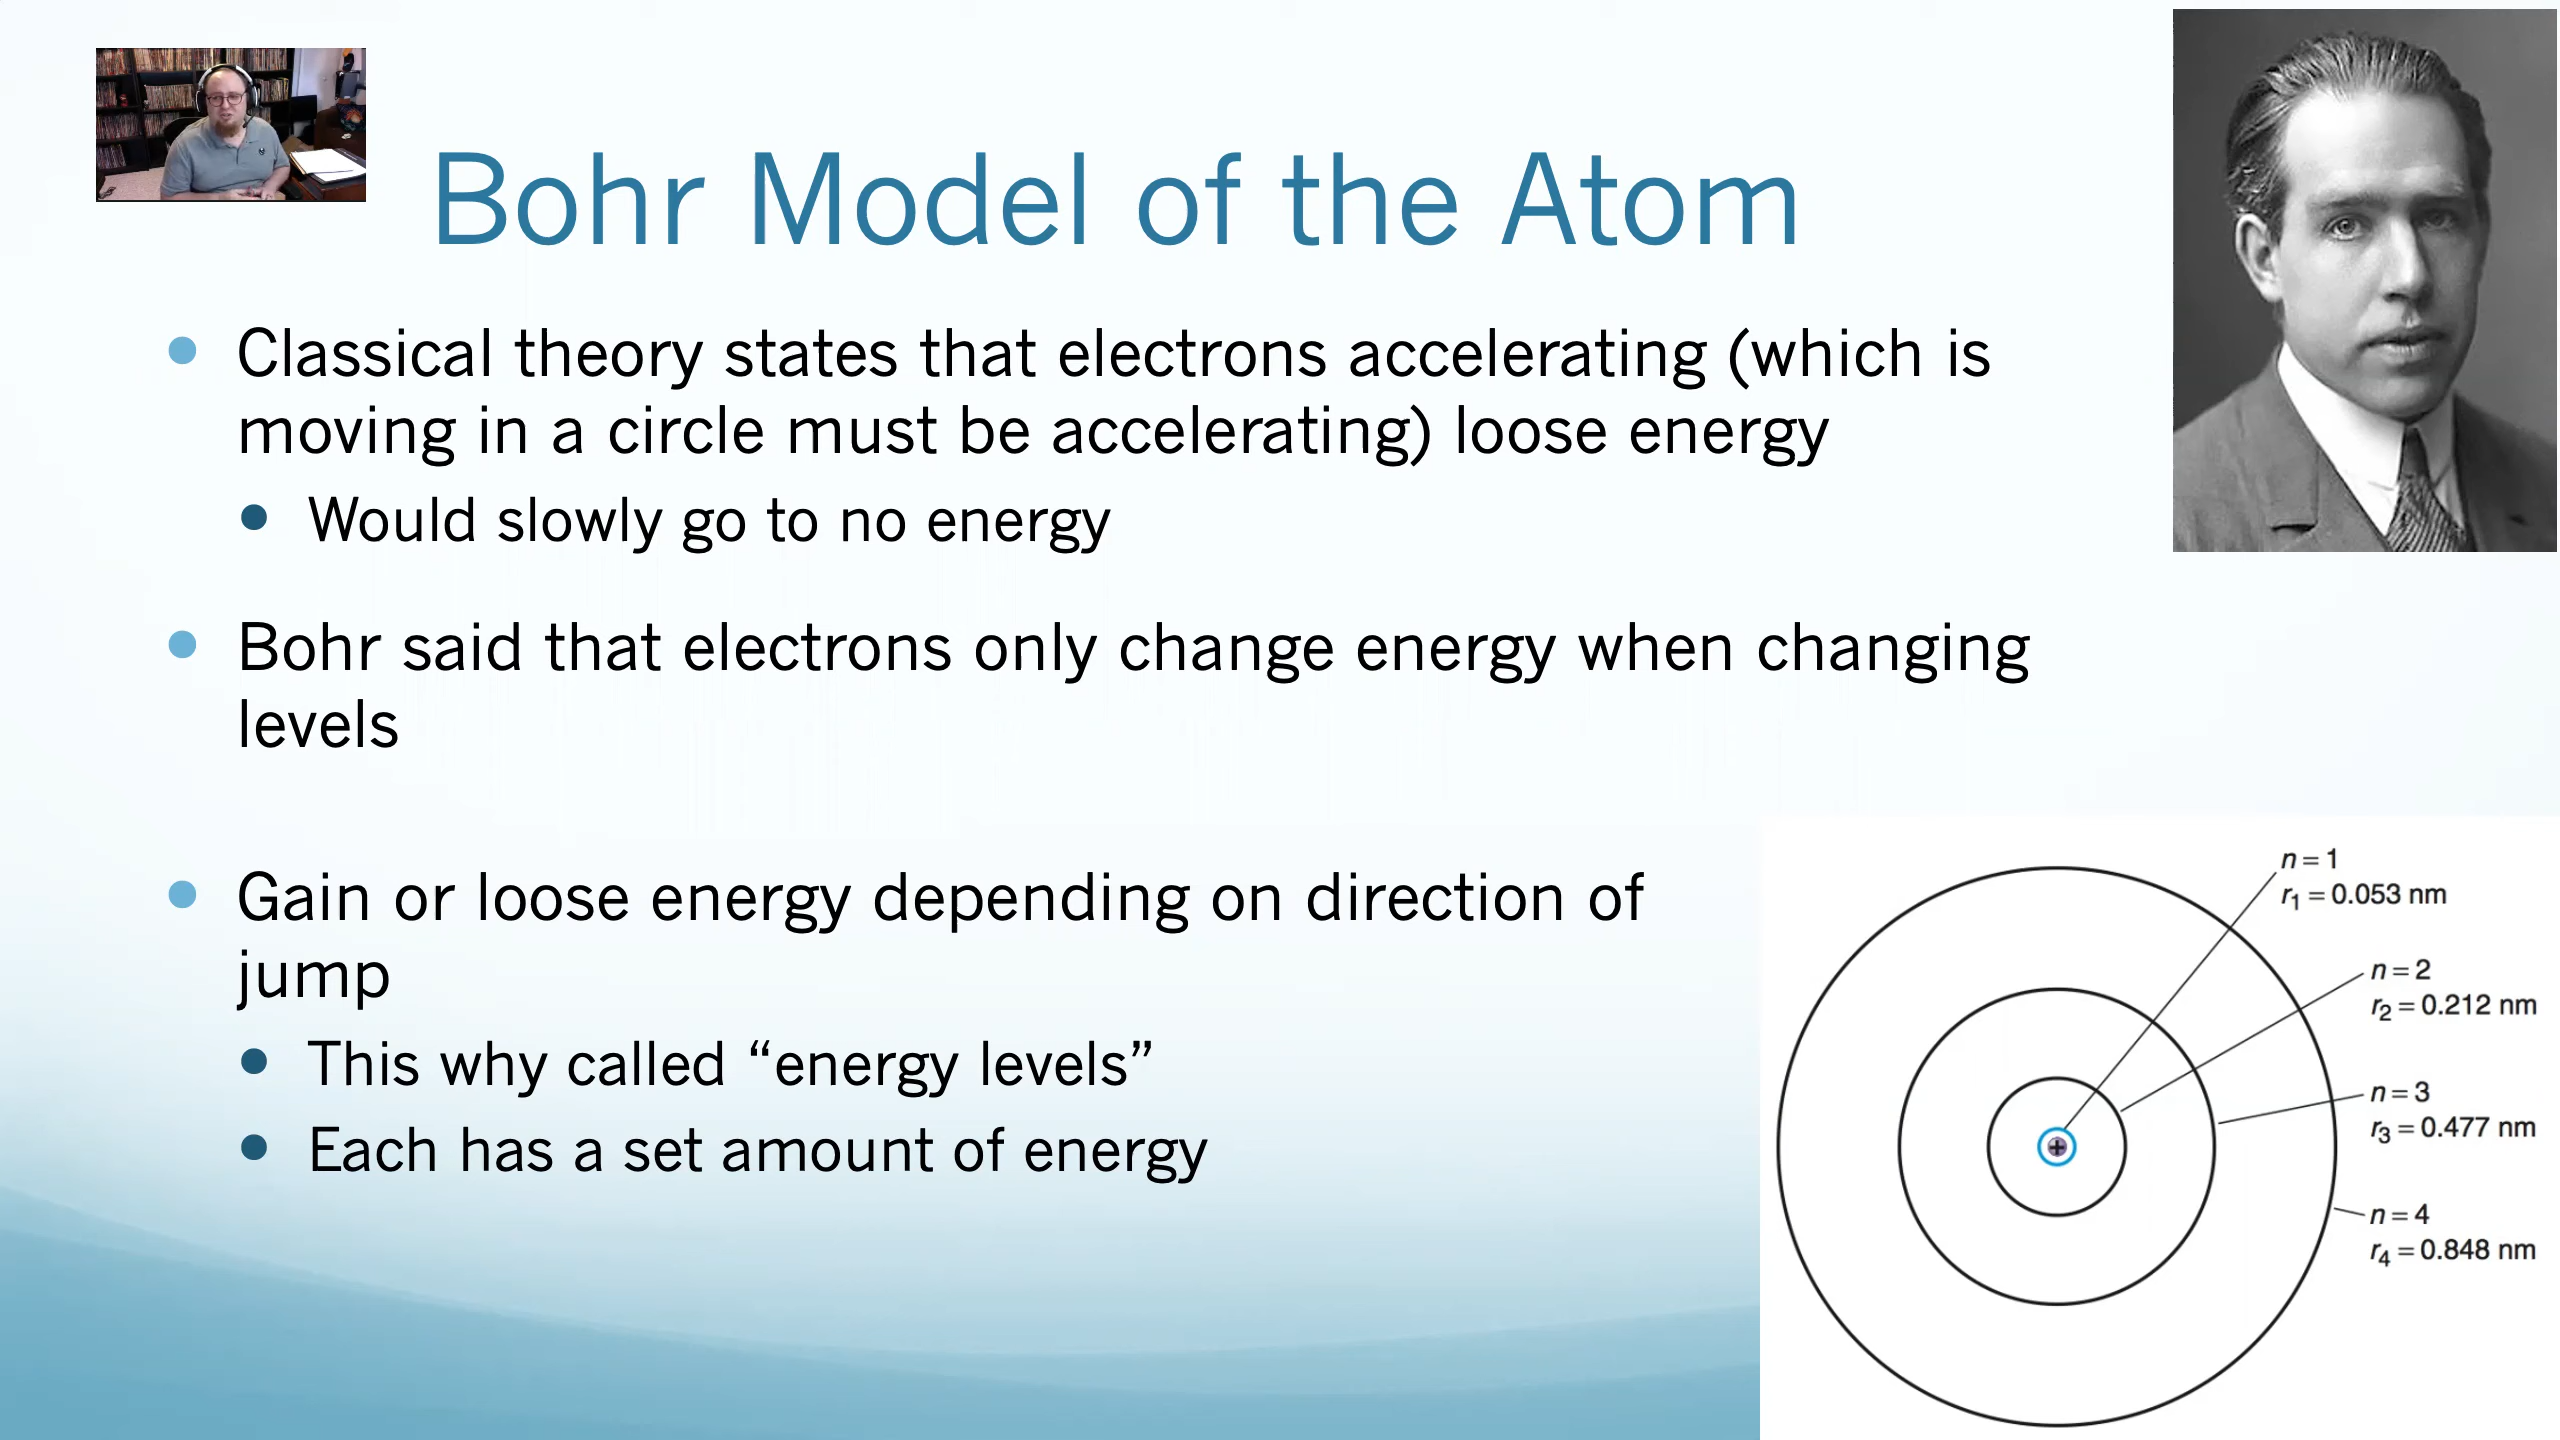 Bohr Model of the Atom
• Classical theory states that electrons accelerating (which is
moving in a circle must be accelerating) loose energy
• Would slowly go to no energy
• Bohr said that electrons only change energy when changing
levels
• Gain or loose energy depending on direction of
jump
• This why called “energy levels”
• Each has a set amount of energy
n = 1
r₁ = 0.053 nm
n = 2
r₂ = 0.212 nm
n = 3
r₃ = 0.477 nm
n = 4
r₄ = 0.848 nm
+